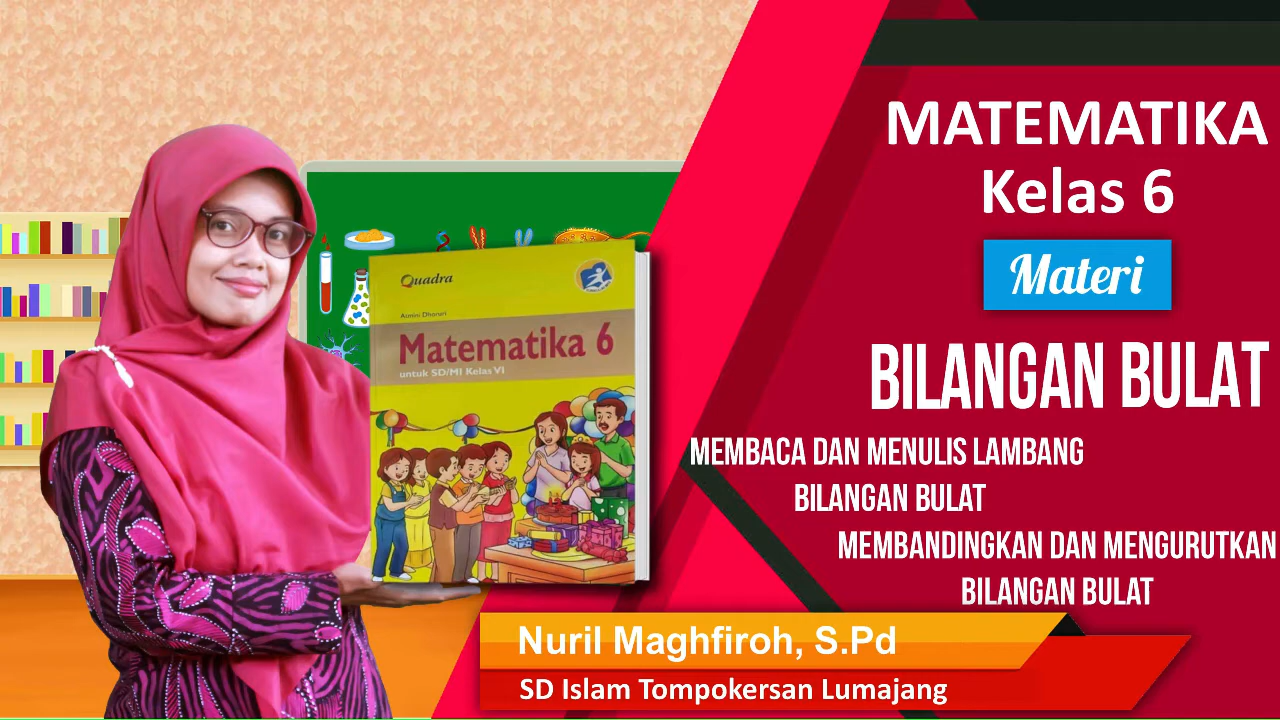 MATEMATIKA
Kelas 6
Materi
BILANGAN BULAT
MEMBACA DAN MENULIS LAMBANG
BILANGAN BULAT
MEMBANDINGKAN DAN MENGURUTKAN
BILANGAN BULAT
Quadra
Matematika 6
untuk SD/MI Kelas VI
Nuril Maghfiroh, S.Pd
SD Islam Tompokersan Lumajang